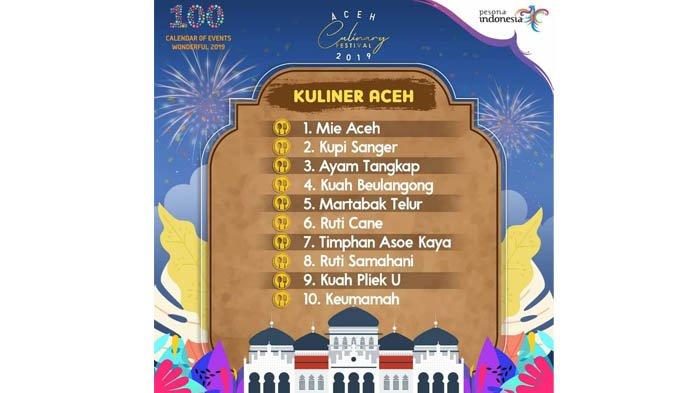 100
CALENDAR OF EVENTS
WONDERFUL 2019
ACEH
Culinary
FESTIVAL
2019
pesona
indonesia
KULINER ACEH
1. Mie Aceh
2. Kupi Sanger
3. Ayam Tangkap
4. Kuah Beulangong
5. Martabak Telur
6. Ruti Cane
7. Timphan Asoe Kaya
8. Ruti Samahani
9. Kuah Pliek U
10. Keumamah